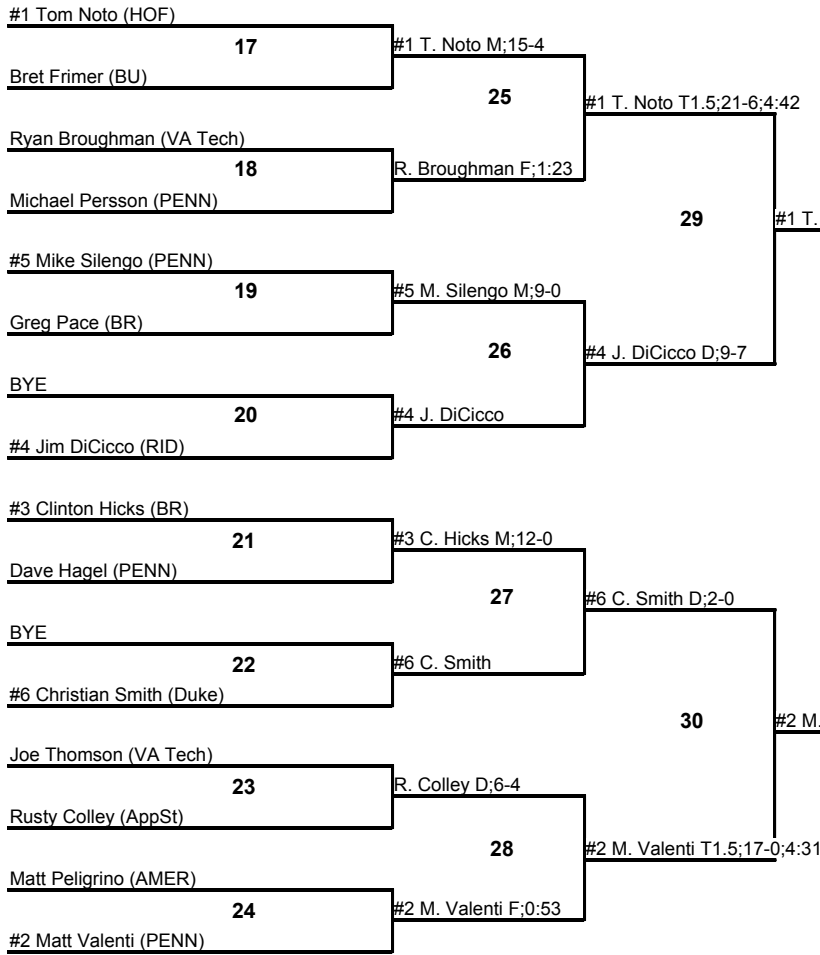 #1 Tom Noto (HOF)
17
#1 T. Noto M;15-4
Bret Frimer (BU)
25
#1 T. Noto T1.5;21-6;4:42
Ryan Broughman (VA Tech)
18
R. Broughman F;1:23
Michael Persson (PENN)
29
#1 T.
#5 Mike Silengo (PENN)
19
#5 M. Silengo M;9-0
Greg Pace (BR)
26
#4 J. DiCicco D;9-7
BYE
20
#4 J. DiCicco
#4 Jim DiCicco (RID)
#3 Clinton Hicks (BR)
21
#3 C. Hicks M;12-0
Dave Hagel (PENN)
27
#6 C. Smith D;2-0
BYE
22
#6 C. Smith
#6 Christian Smith (Duke)
30
#2 M.
Joe Thomson (VA Tech)
23
R. Colley D;6-4
Rusty Colley (AppSt)
28
#2 M. Valenti T1.5;17-0;4:31
Matt Peligrino (AMER)
24
#2 M. Valenti F;0:53
#2 Matt Valenti (PENN)